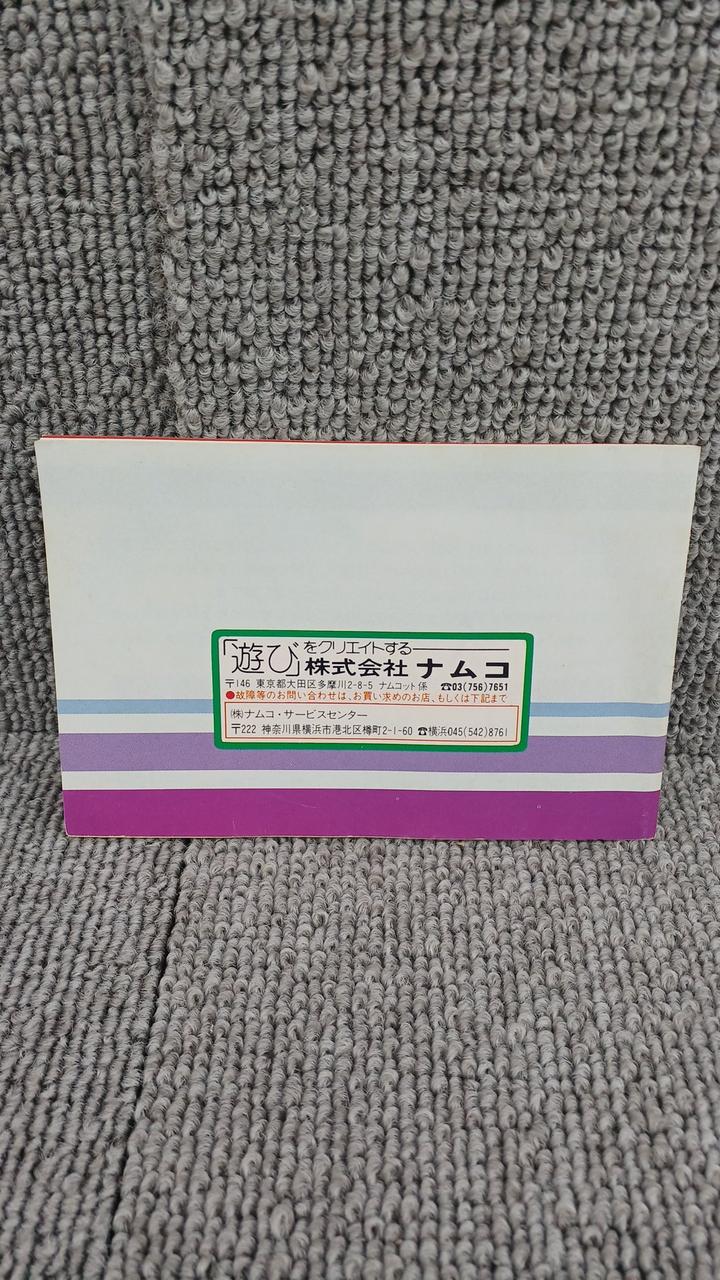 「遊び」をクリエイトする
株式会社 ナムコ
〒146 東京都大田区多摩川2-8-5 ナムコット係 ☎03(756)7651
●故障等のお問い合わせは、お買い求めのお店、もしくは下記まで
㈱ナムコ・サービスセンター
〒222 神奈川県横浜市港北区樽町2-1-60 ☎横浜045(542)8761